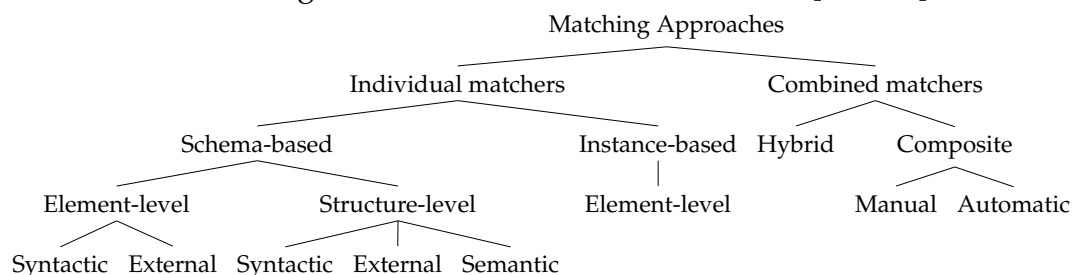 Matching Approaches
Individual matchers Combined matchers
Schema-based Instance-based Hybrid Composite
Element-level Structure-level Element-level Manual Automatic
Syntactic External Syntactic External Semantic